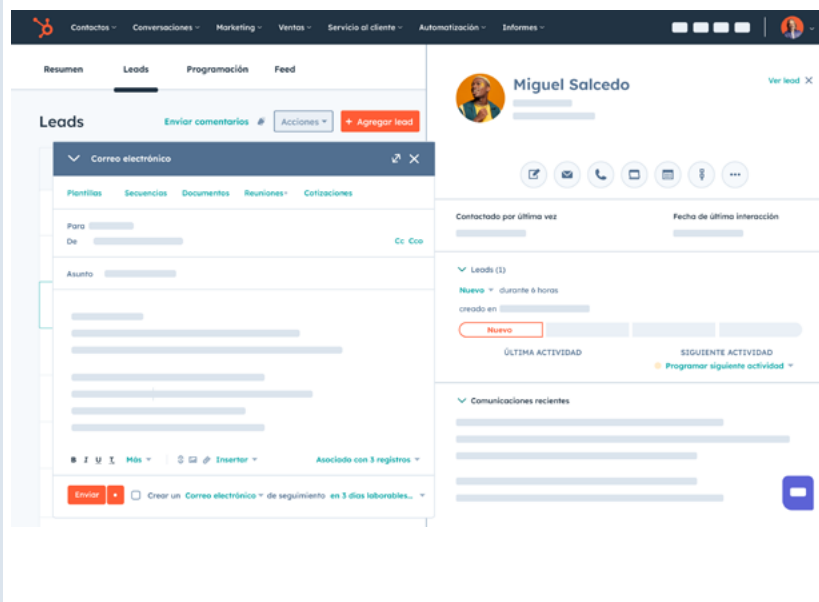 Contactos Conversaciones Marketing Ventas Servicio al cliente Automatización Informes
Resumen Leads Programación Feed
Leads
Enviar comentarios Acciones + Agregar lead
Correo electrónico
Plantillas Secuencias Documentos Reuniones Cotizaciones
Para
De
Cc Cco
Asunto
B I U T Más Insertar Asociado con 3 registros
Enviar Crear un Correo electrónico de seguimiento en 3 días laborables...
Miguel Salcedo
Ver lead
Contactado por última vez Fecha de última interacción
Leads (1)
Nuevo durante 6 horas
creado en
Nuevo
ÚLTIMA ACTIVIDAD SIGUIENTE ACTIVIDAD
Programar siguiente actividad
Comunicaciones recientes